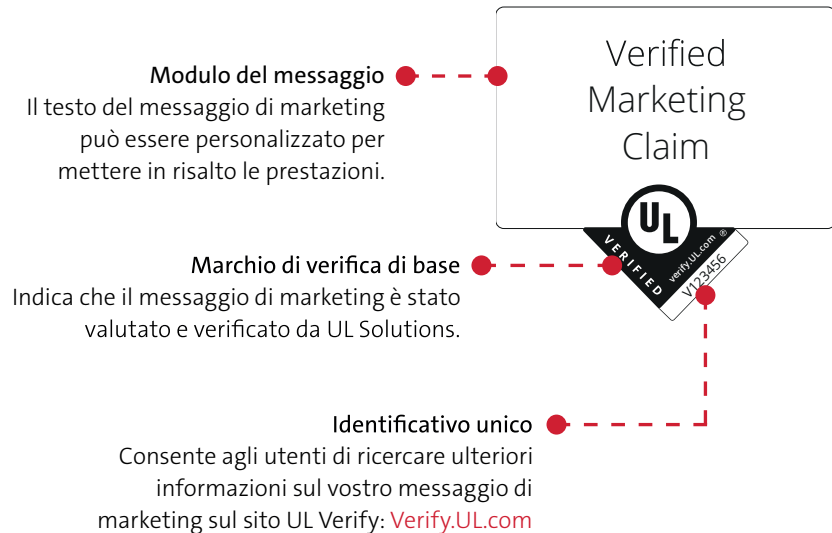 Modulo del messaggio
Il testo del messaggio di marketing
può essere personalizzato per
mettere in risalto le prestazioni.
Verified
Marketing
Claim
UL
VERIFIED
verify.UL.com ®
V123456
Marchio di verifica di base
Indica che il messaggio di marketing è stato
valutato e verificato da UL Solutions.
Identificativo unico
Consente agli utenti di ricercare ulteriori
informazioni sul vostro messaggio di
marketing sul sito UL Verify: Verify.UL.com